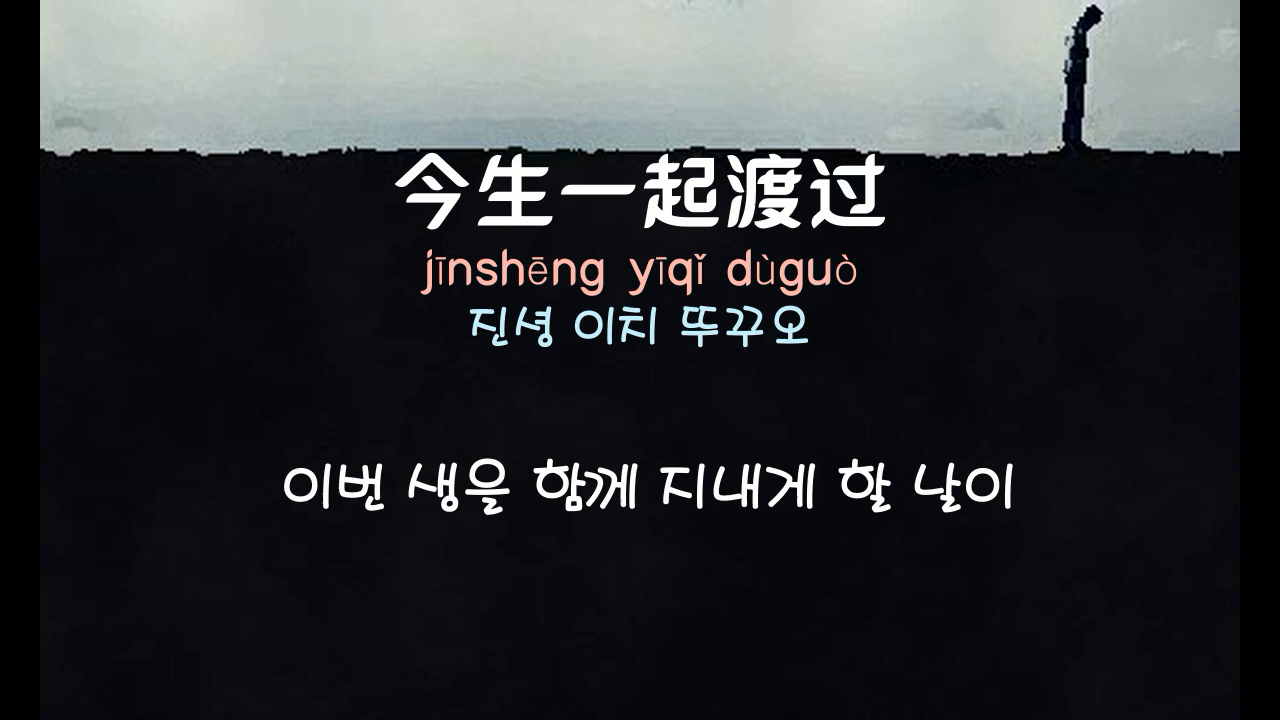 今生一起渡过
jīnshēng yīqǐ dùguò
진셩 이치 뚜꾸오
이번 생을 함께 지내게 할 날이